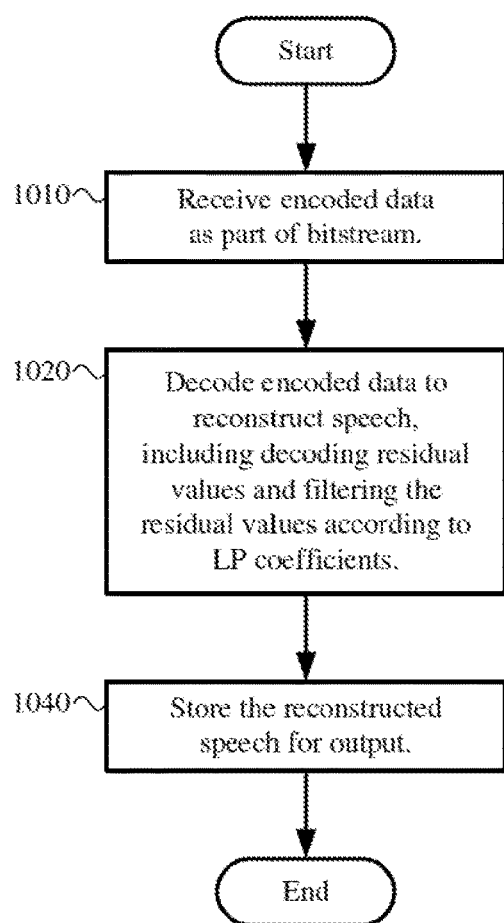 Start
1010
Receive encoded data
as part of bitstream.
1020
Decode encoded data to
reconstruct speech,
including decoding residual
values and filtering the
residual values according to
LP coefficients.
1040
Store the reconstructed
speech for output.
End